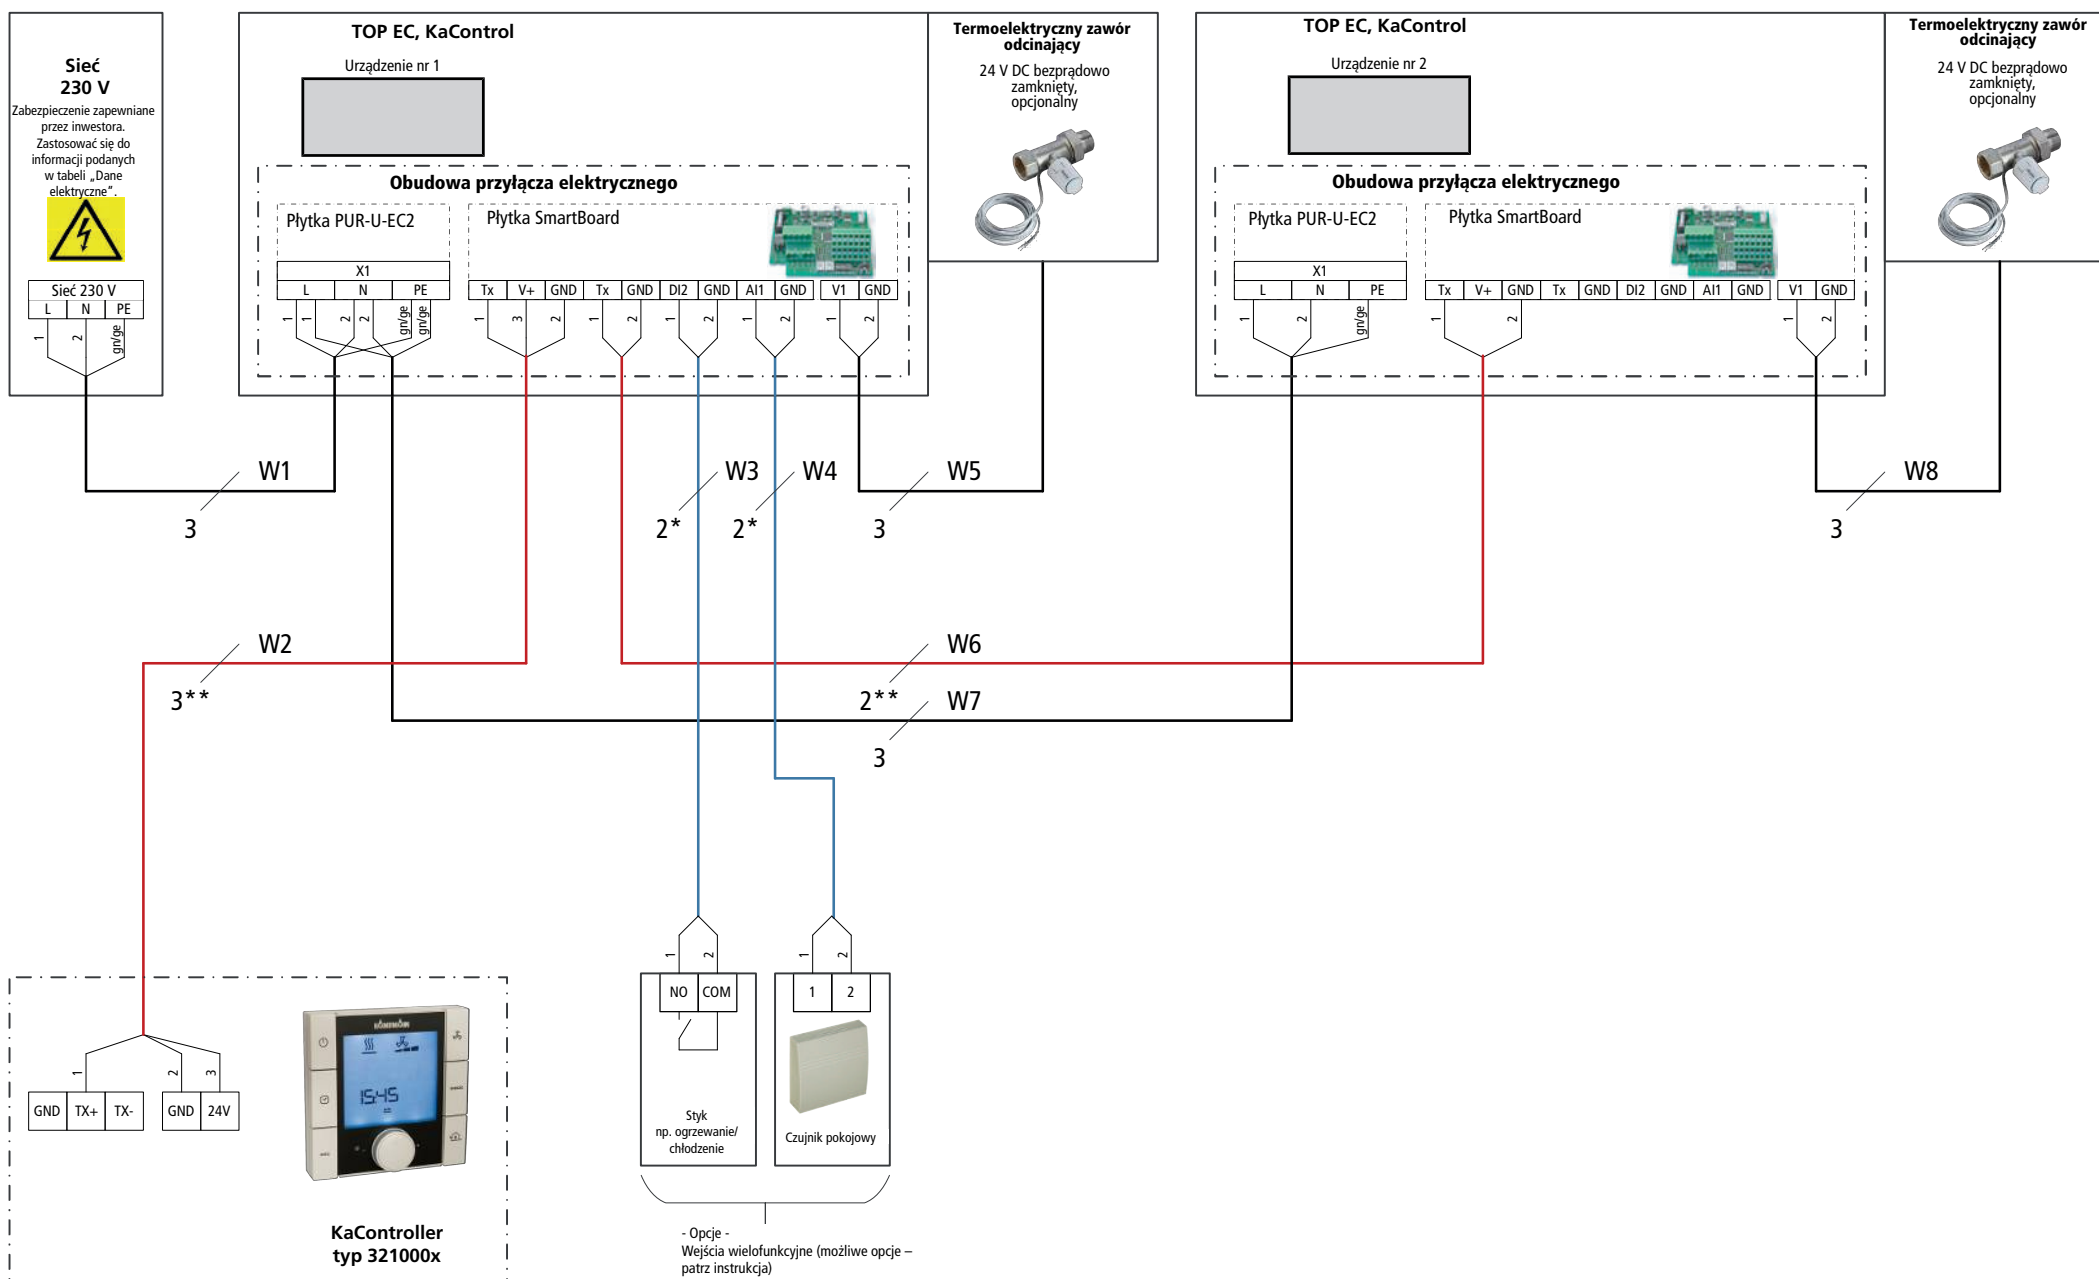 Sieć
230 V
Zabezpieczenie zapewniane
przez inwestora.
Zastosować się do
informacji podanych
w tabeli „Dane
elektryczne”.
Sieć 230 V
L N PE
1 2 gn/ge
TOP EC, KaControl
Urządzenie nr 1
Obudowa przyłącza elektrycznego
Płytka PUR-U-EC2
X1
L N PE
1 1 2 2 gn/ge gn/ge
Płytka SmartBoard
Tx V+ GND Tx GND DI2 GND AI1 GND V1 GND
1 3 2 1 2 1 2 1 2 1 2
Termoelektryczny zawór
odcinający
24 V DC bezprądowo
zamknięty,
opcjonalny
TOP EC, KaControl
Urządzenie nr 2
Obudowa przyłącza elektrycznego
Płytka PUR-U-EC2
X1
L N PE
1 2 gn/ge
Płytka SmartBoard
Tx V+ GND Tx GND DI2 GND AI1 GND V1 GND
1 2 1 2
Termoelektryczny zawór
odcinający
24 V DC bezprądowo
zamknięty,
opcjonalny
W1
3
W3
2*
W4
2*
W5
3
W8
3
W2
3**
W6
2**
W7
3
1 2 3
GND TX+ TX- GND 24V
15:45
KaController
typ 321000x
1 2
NO COM
Styk
np. ogrzewanie/
chłodzenie
1 2
1 2
Czujnik pokojowy
- Opcje -
Wejścia wielofunkcyjne (możliwe opcje –
patrz instrukcja)